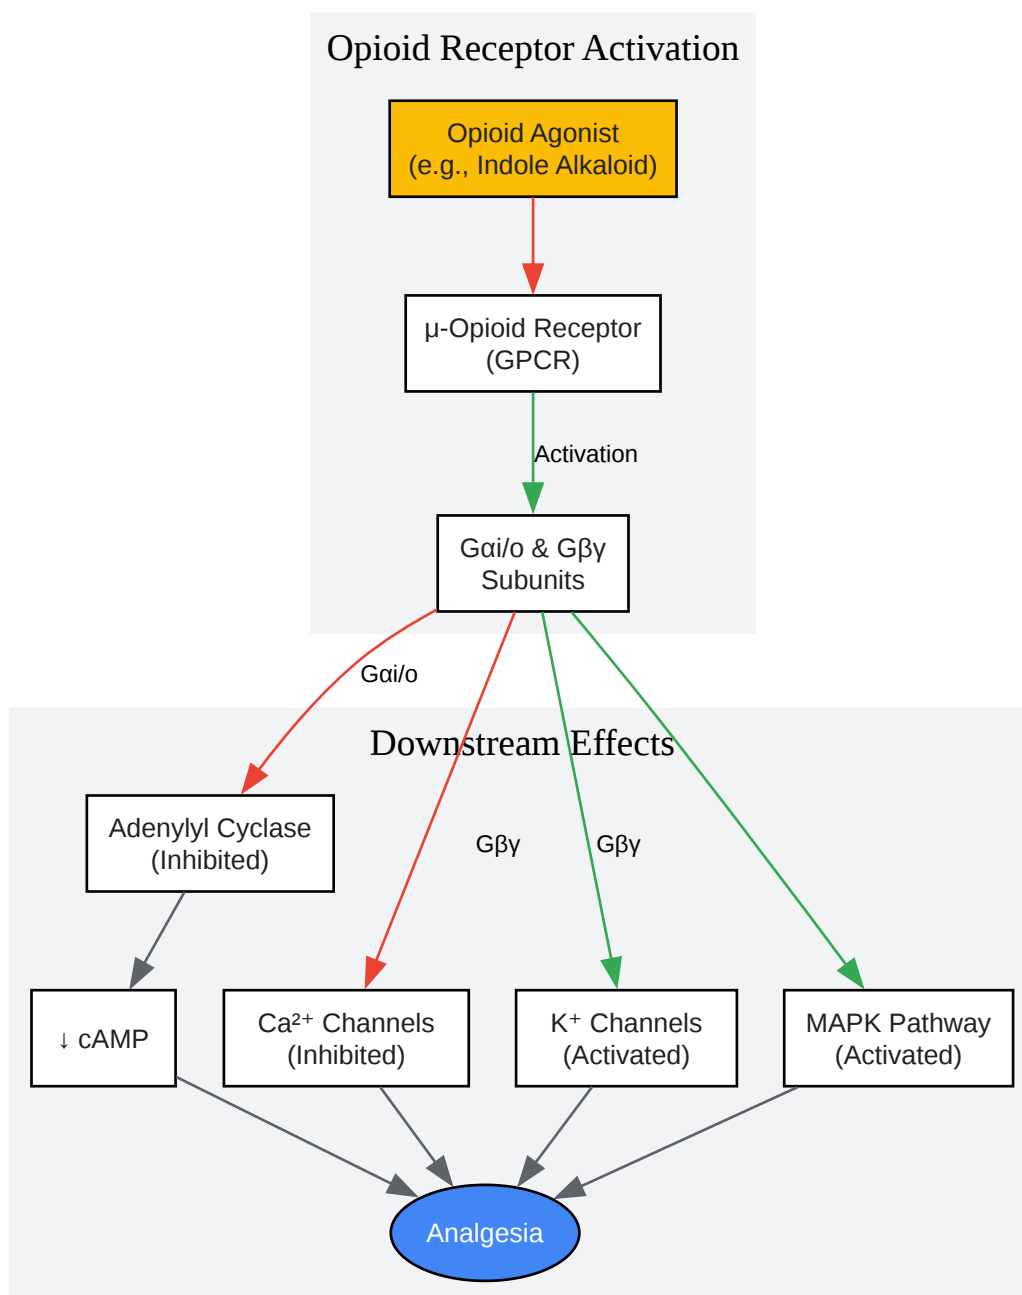 Opioid Receptor Activation
Opioid Agonist
(e.g., Indole Alkaloid)
μ-Opioid Receptor
(GPCR)
Activation
Gαi/o & Gβγ
Subunits
Gαi/o
Downstream Effects
Adenylyl Cyclase
(Inhibited)
Gβγ
Gβγ
↓ cAMP
Ca²⁺ Channels
(Inhibited)
K⁺ Channels
(Activated)
MAPK Pathway
(Activated)
Analgesia